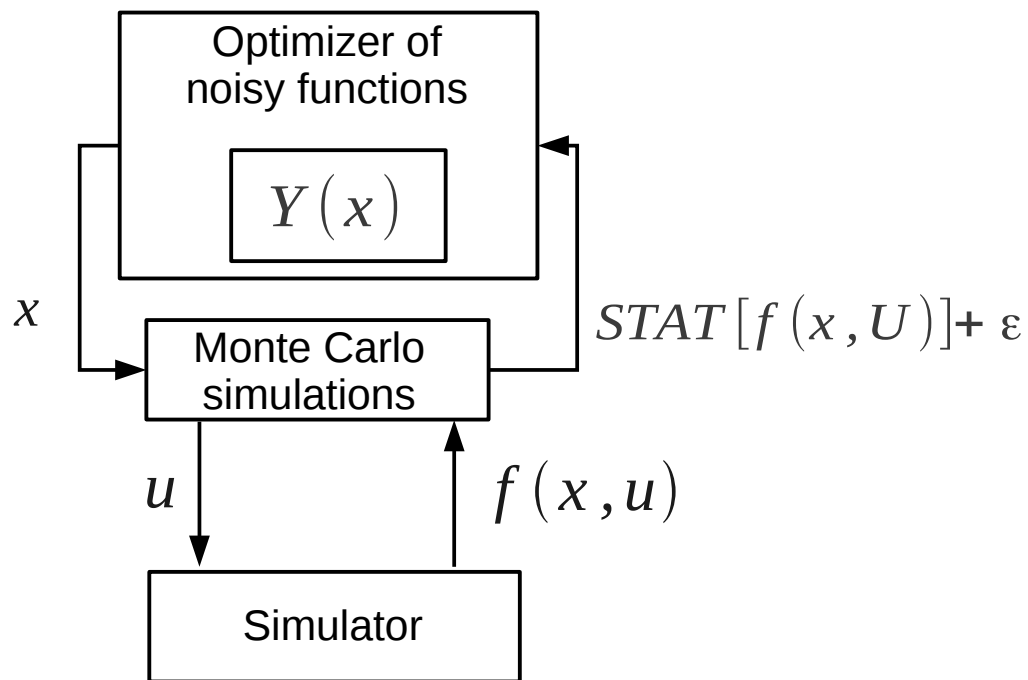 Optimizer of
noisy functions
Y(x)
x
STAT[f(x,U)]+ ε
Monte Carlo
simulations
u
f(x,u)
Simulator